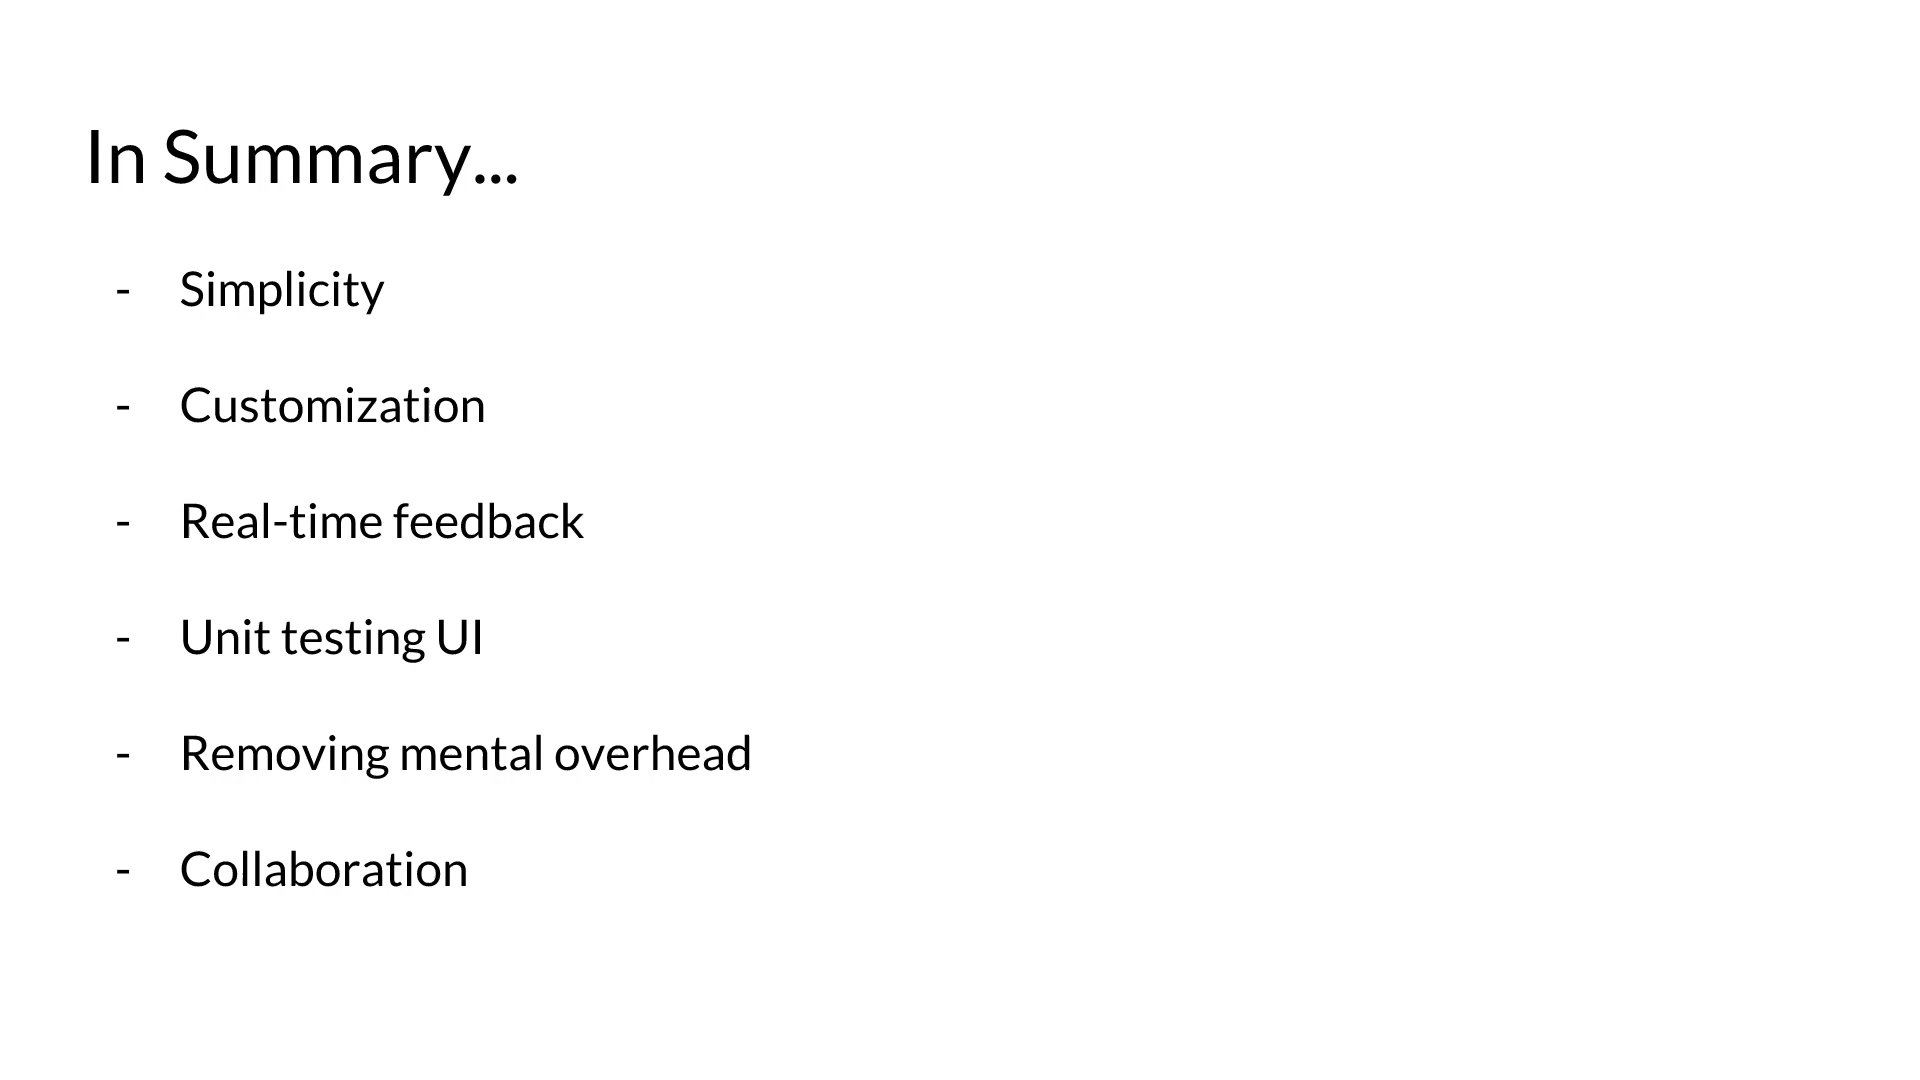 In Summary...
- Simplicity
- Customization
- Real-time feedback
- Unit testing UI
- Removing mental overhead
- Collaboration